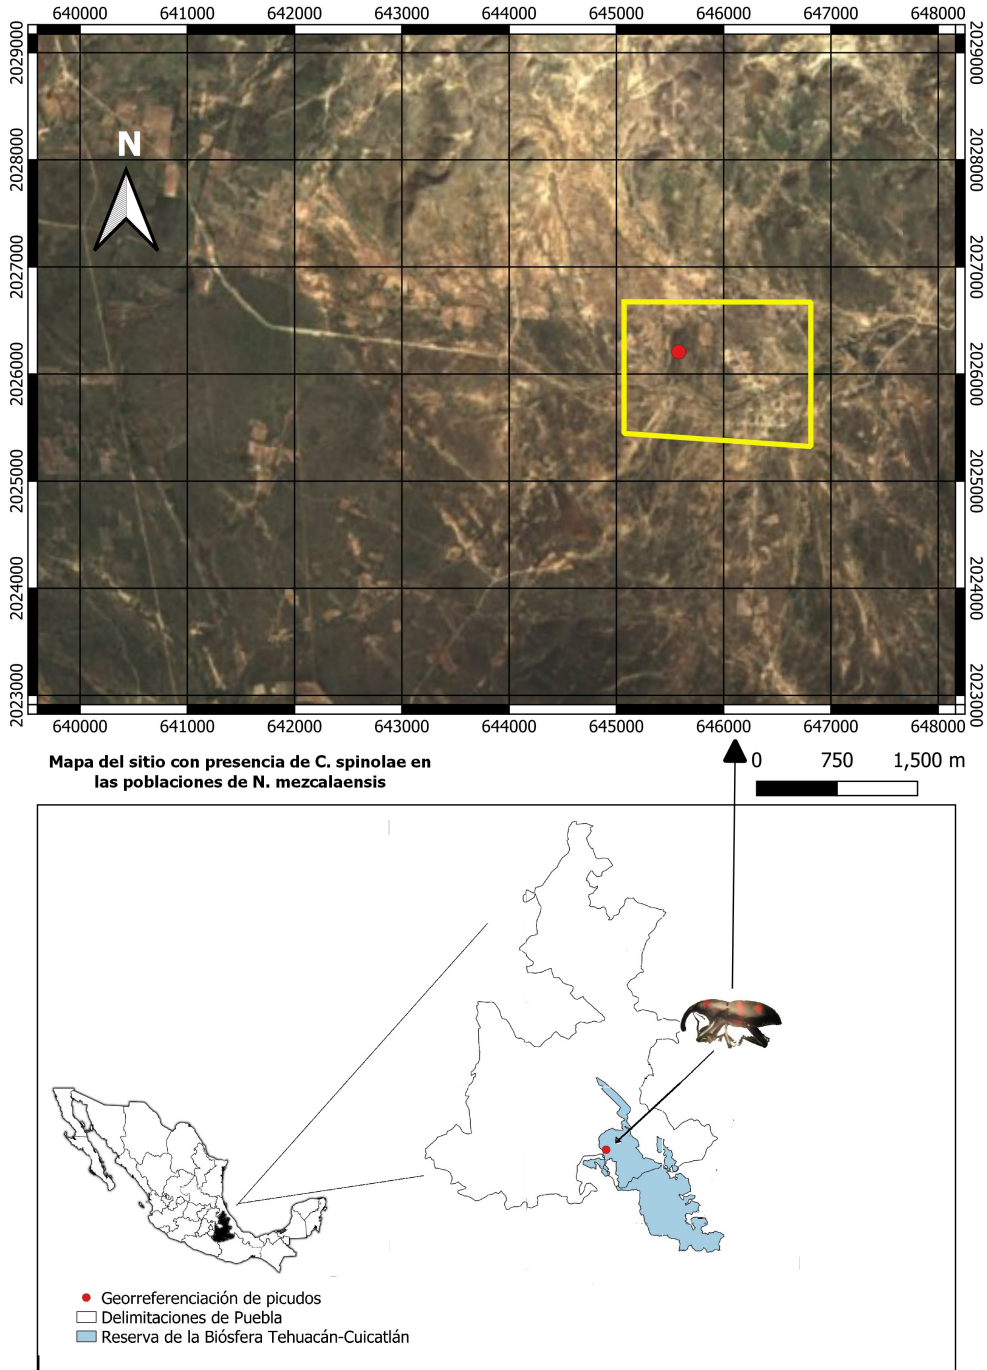 640000 641000 642000 643000 644000 645000 646000 647000 648000
2029000 2029000
N
2028000 2028000
2027000 2027000
2026000 2026000
2025000 2025000
2024000 2024000
2023000 2023000
640000 641000 642000 643000 644000 645000 646000 647000 648000
Mapa del sitio con presencia de C. spinolae en
las poblaciones de N. mezcalaensis
0 750 1,500 m
Georreferenciación de picudos
Delimitaciones de Puebla
Reserva de la Biósfera Tehuacán-Cuicatlán